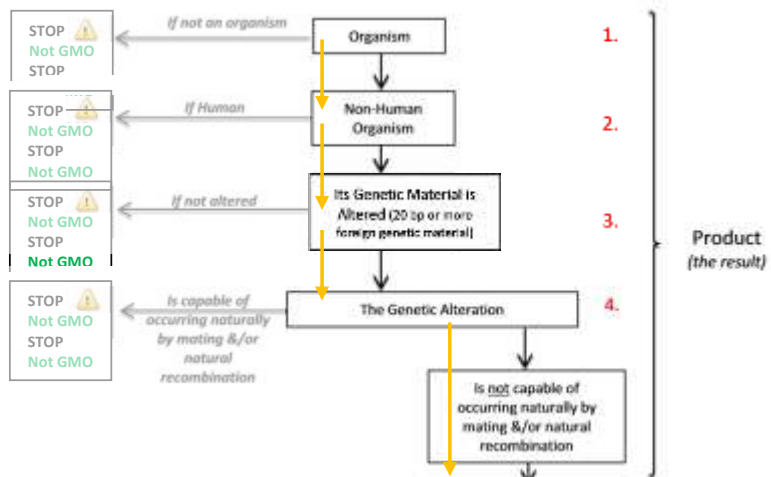 STOP
Not GMO
STOP
If not an organism
Organism
1.
STOP
Not GMO
STOP
Not GMO
If Human
Non-Human
Organism
2.
STOP
Not GMO
STOP
Not GMO
If not altered
Its Genetic Material is
Altered (20 bp or more
foreign genetic material)
3.
Product
(the result)
STOP
Not GMO
STOP
Not GMO
Is capable of
occurring naturally
by mating &/or
natural
recombination
The Genetic Alteration
4.
Is not capable of
occurring naturally by
mating &/or natural
recombination